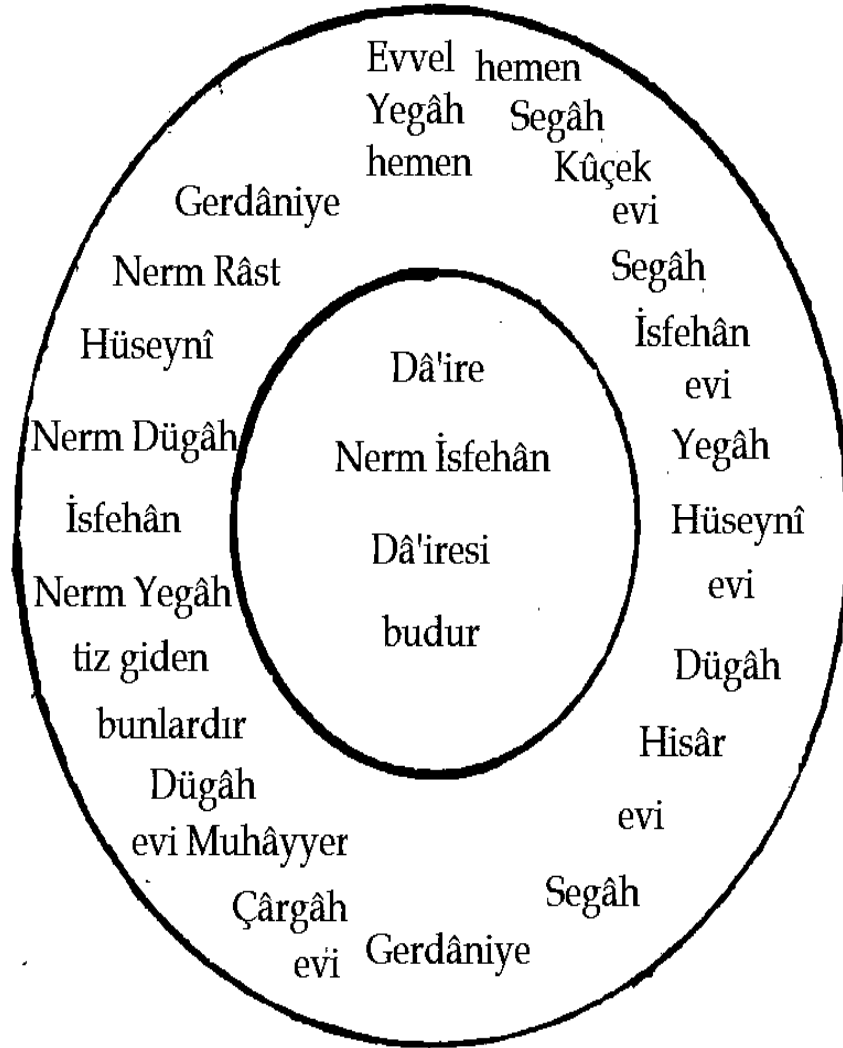 Evvel
Yegâh
hemen
hemen
Segâh
Kûçek
evi
Segâh
İsfehân
evi
Yegâh
Hüseynî
evi
Dügâh
Hisâr
evi
Segâh
Gerdâniye
Çârgâh
evi
Dügâh
evi Muhâyyer
Gerdâniye
Nerm Râst
Hüseynî
Nerm Dügâh
İsfehân
Nerm Yegâh
tiz giden
bunlardır
Dâ'ire
Nerm İsfehân
Dâ'iresi
budur